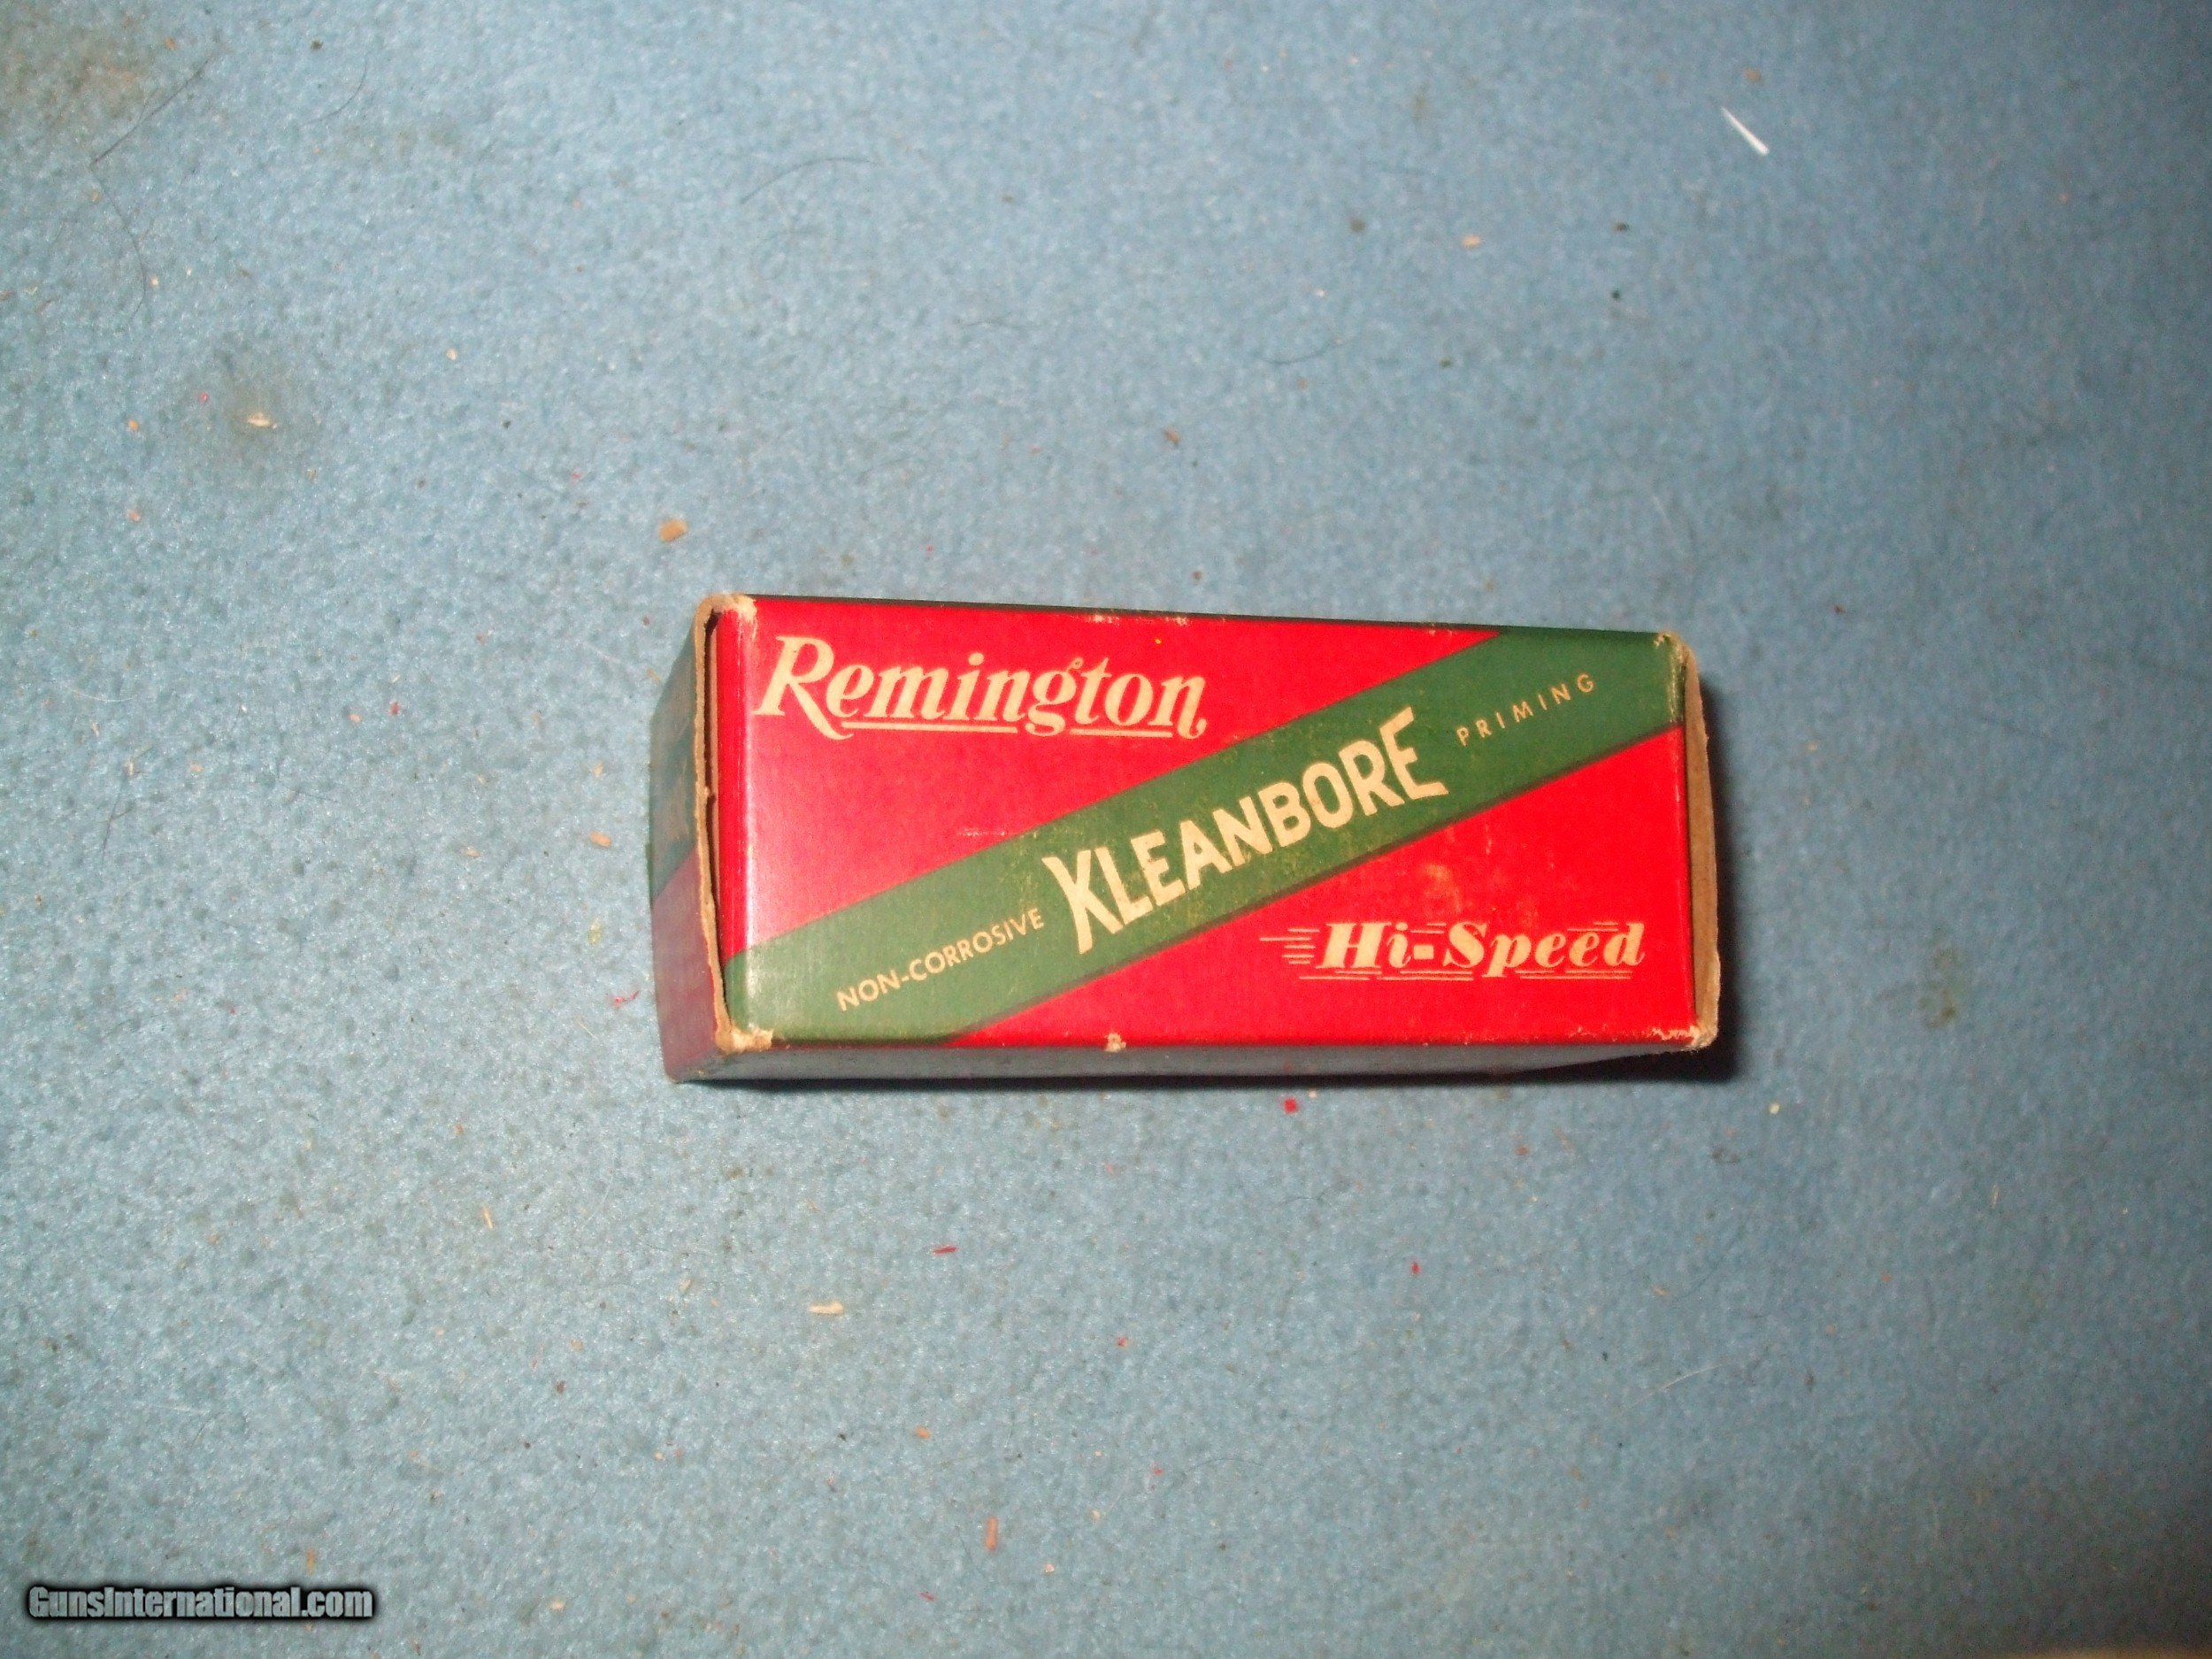 Remington
NON-CORROSIVE KLEANBORE PRIMING
Hi-Speed
GunsInternational.com